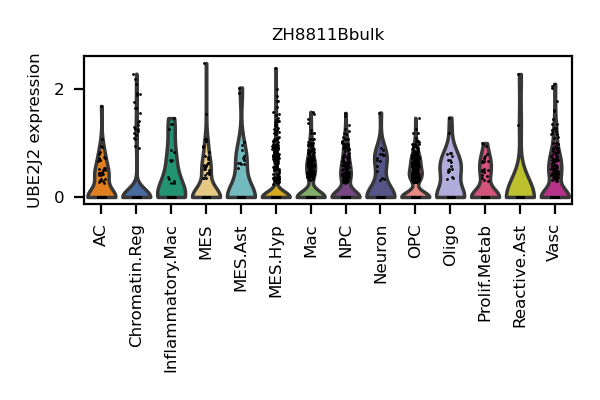 ZH8811Bbulk
UBE2J2 expression
2
0
AC
Chromatin.Reg
Inflammatory.Mac
MES
MES.Ast
MES.Hyp
Mac
NPC
Neuron
OPC
Oligo
Prolif.Metab
Reactive.Ast
Vasc